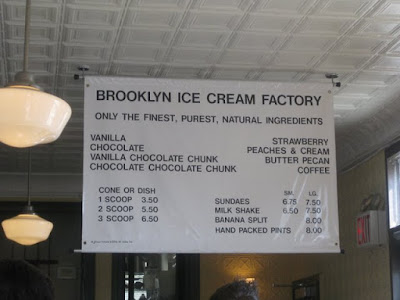 BROOKLYN ICE CREAM FACTORY
ONLY THE FINEST, PUREST, NATURAL INGREDIENTS
VANILLA STRAWBERRY
CHOCOLATE PEACHES & CREAM
VANILLA CHOCOLATE CHUNK BUTTER PECAN
CHOCOLATE CHOCOLATE CHUNK COFFEE
CONE OR DISH
1 SCOOP 3.50
2 SCOOP 5.50
3 SCOOP 6.50
SM. LG.
SUNDAES 6.75 7.50
MILK SHAKE 6.50 7.50
BANANA SPLIT 8.00
HAND PACKED PINTS 8.00